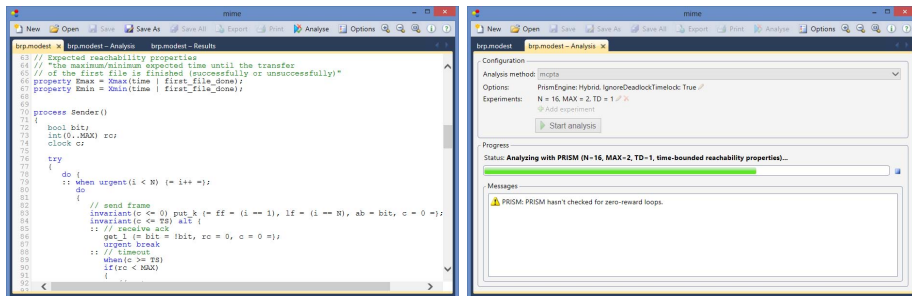 mime
New Open Save Save As Save All Export Print Analyse Options
brp.modest × brp.modest – Analysis brp.modest – Results
63 // Expected reachability properties
64 // "the maximum/minimum expected time until the transfer
65 // of the first file is finished (successfully or unsuccessfully)"
66 property Emax = Xmax(time | first_file_done);
67 property Emin = Xmin(time | first_file_done);
68
69
70 process Sender()
71 {
72 bool bit;
73 int(0..MAX) rc;
74 clock c;
75
76 try
77 {
78 do {
79 :: when urgent(i < N) {= i++ =};
80 do
81 {
82 // send frame
83 invariant(c <= 0) put_k {= ff = (i == 1), lf = (i == N), ab = bit, c = 0 =};
84 invariant(c <= TS) alt {
85 :: // receive ack
86 get_l {= bit = !bit, rc = 0, c = 0 =};
87 urgent break
88 :: // timeout
89 when(c >= TS)
90 if(rc < MAX)
91 {
92
mime
New Open Save Save As Save All Export Print Analyse Options
brp.modest brp.modest – Analysis ×
Configuration
Analysis method: mcpta
Options: PrismEngine: Hybrid, IgnoreDeadlockTimelock: True
Experiments: N = 16, MAX = 2, TD = 1
Add experiment
Start analysis
Progress
Status: Analyzing with PRISM (N=16, MAX=2, TD=1, time-bounded reachability properties)...
Messages
PRISM: PRISM hasn't checked for zero-reward loops.